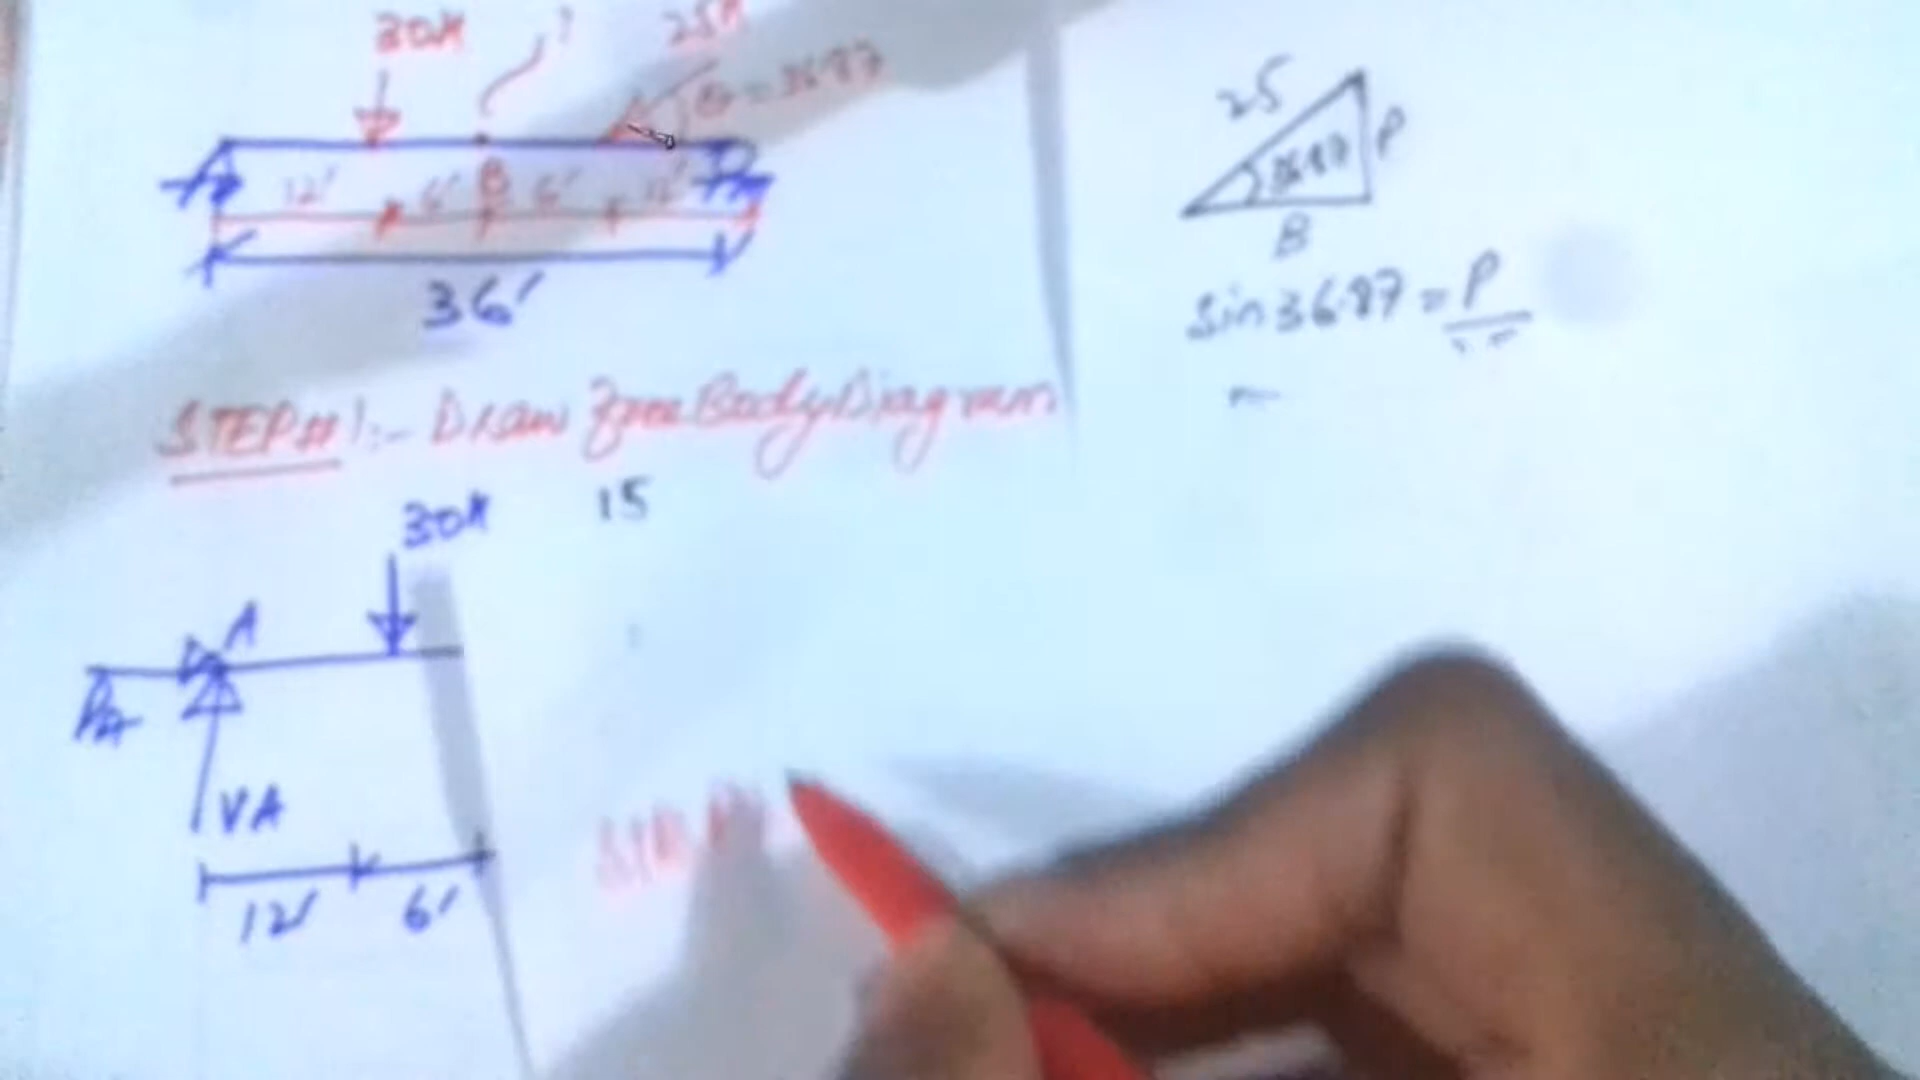 30K
25K
θ = 36.87
12' 6' B 6' 12'
36'
25
36.87
P
B
Sin 36.87 = P
STEP # 1:- Draw Free Body Diagram
15
30K
A
VA
12' 6'